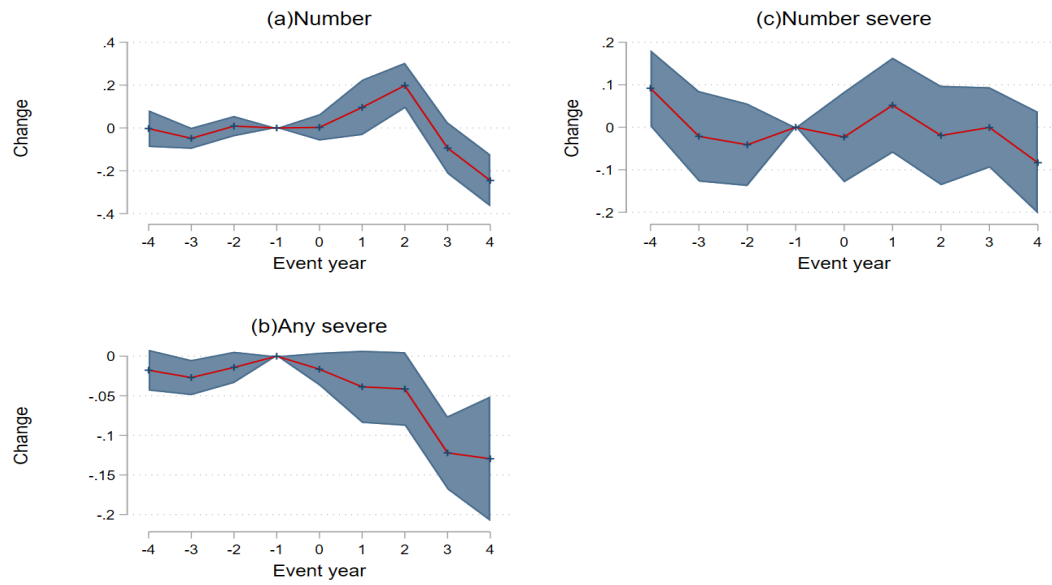 (a)Number
Change
.4
.2
0
-.2
-.4
-4 -3 -2 -1 0 1 2 3 4
Event year
(c)Number severe
Change
.2
.1
0
-.1
-.2
-4 -3 -2 -1 0 1 2 3 4
Event year
(b)Any severe
Change
0
-.05
-.1
-.15
-.2
-4 -3 -2 -1 0 1 2 3 4
Event year